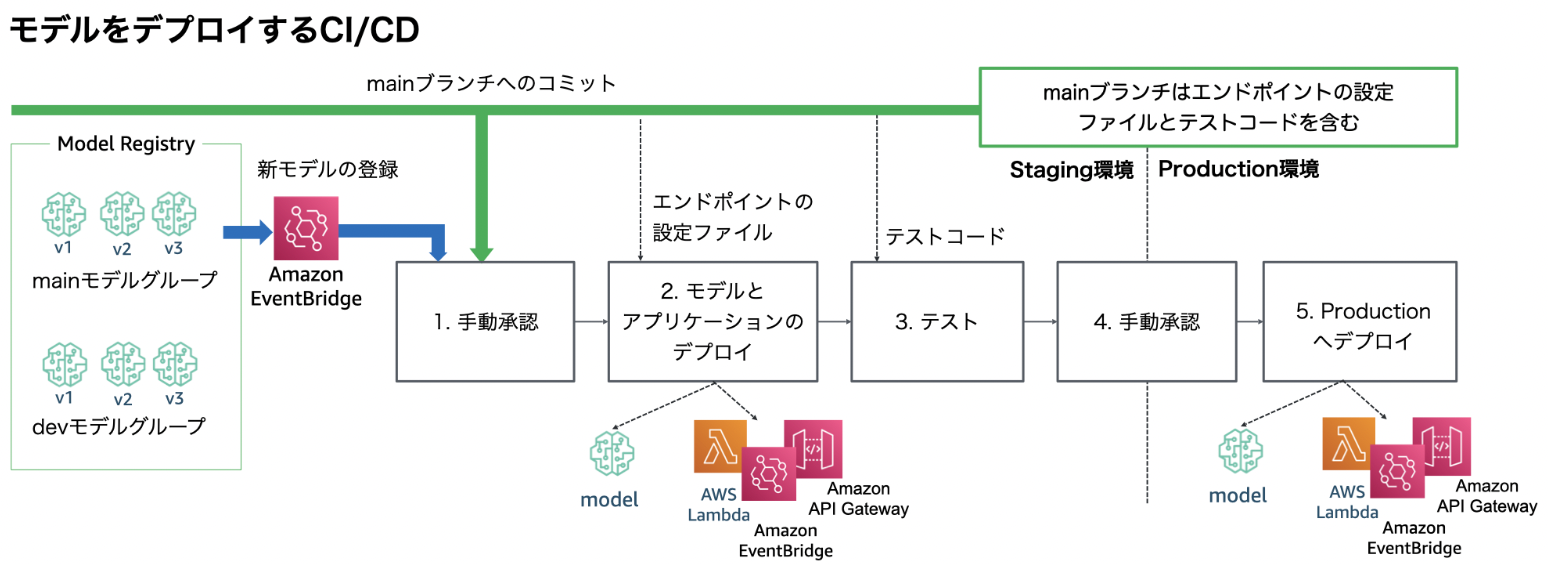 モデルをデプロイするCI/CD
mainブランチへのコミット
mainブランチはエンドポイントの設定
ファイルとテストコードを含む
Model Registry
新モデルの登録
Staging環境
Production環境
v1
v2
v3
mainモデルグループ
Amazon
EventBridge
エンドポイントの
設定ファイル
テストコード
1. 手動承認
2. モデルと
アプリケーションの
デプロイ
3. テスト
4. 手動承認
5. Production
へデプロイ
v1
v2
v3
devモデルグループ
model
AWS
Lambda
Amazon
API Gateway
Amazon
EventBridge
model
AWS
Lambda
Amazon
API Gateway
Amazon
EventBridge